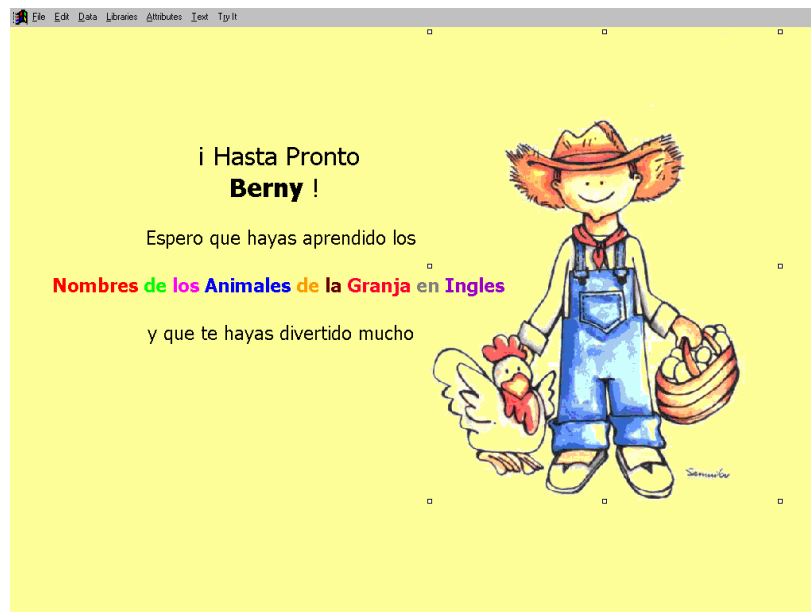 File Edit Data Libraries Attributes Text Try It
¡ Hasta Pronto
Berny !
Espero que hayas aprendido los
Nombres de los Animales de la Granja en Ingles
y que te hayas divertido mucho